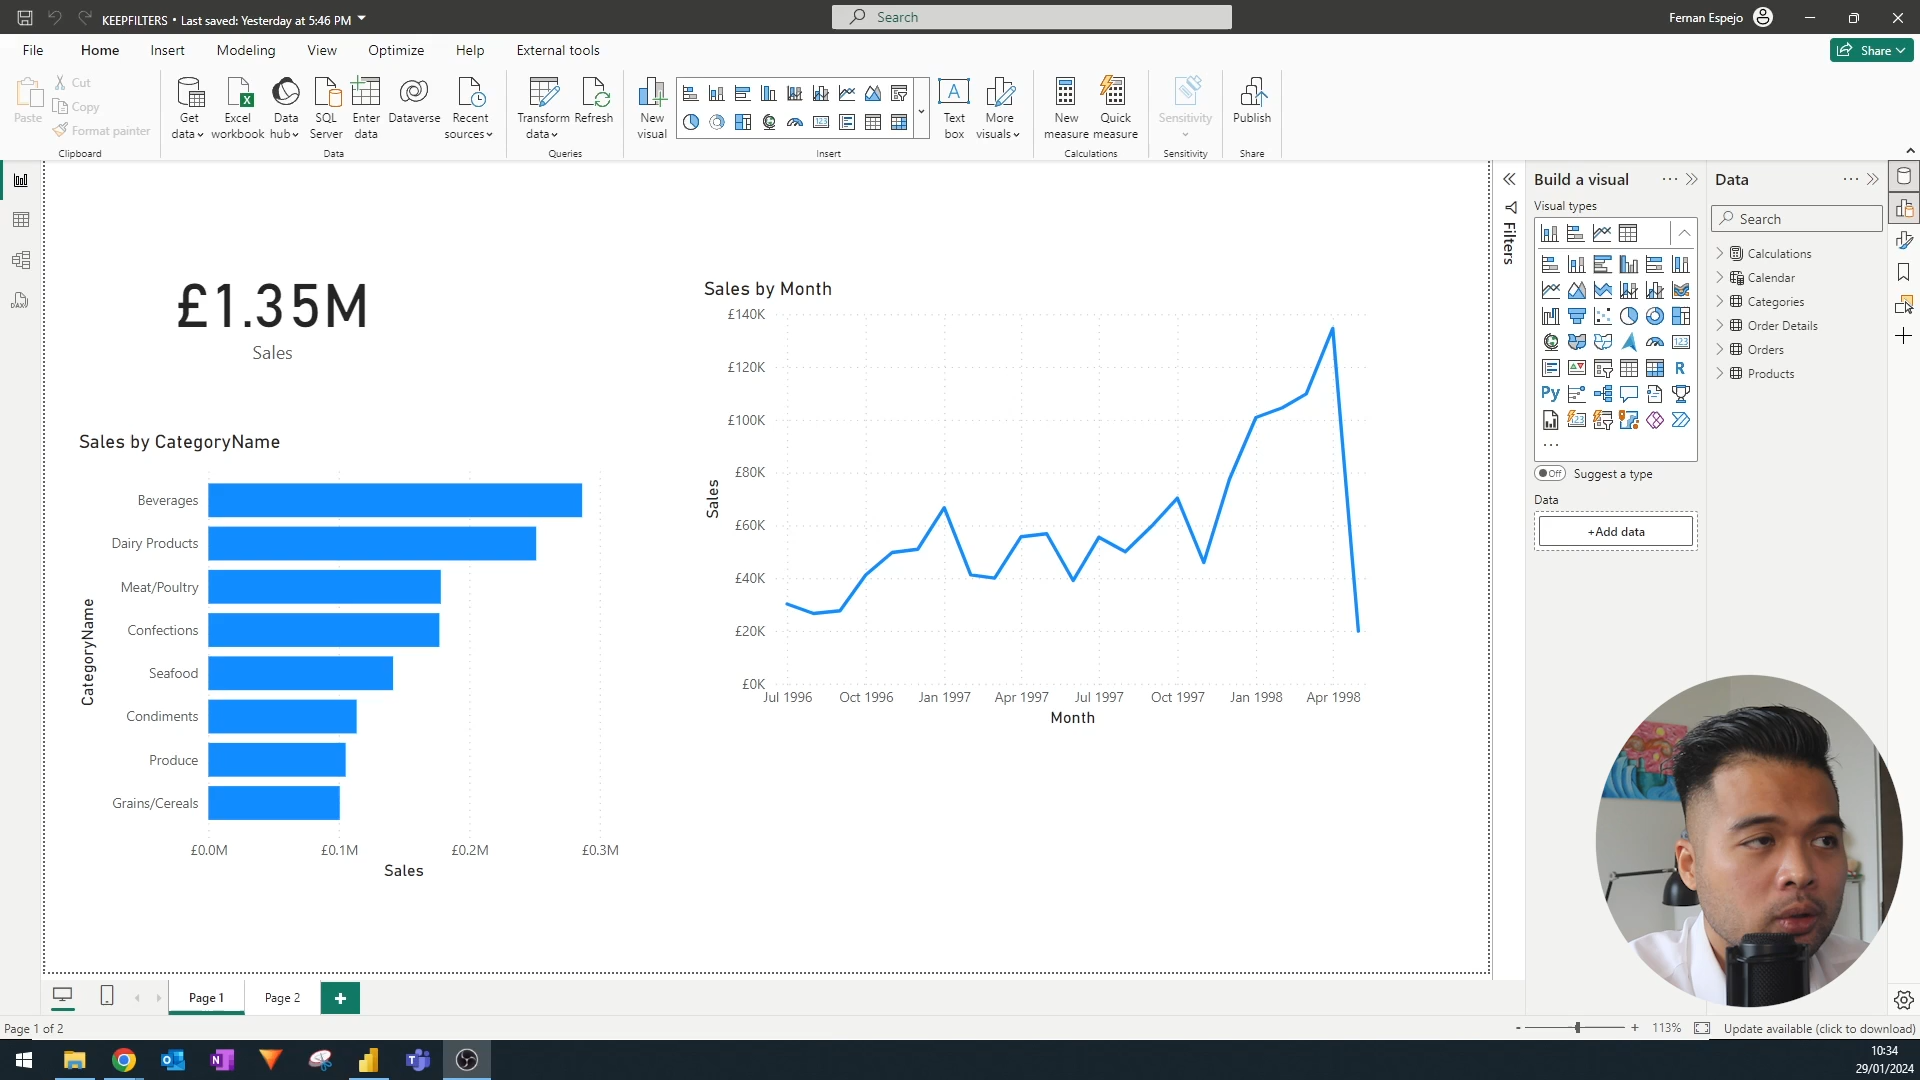 KEEPFILTERS • Last saved: Yesterday at 5:46 PM
Search
Fernan Espejo
File Home Insert Modeling View Optimize Help External tools
Share
Paste
Cut
Copy
Format painter
Clipboard
Get data
Excel workbook
Data hub
SQL Server
Enter data
Dataverse
Recent sources
Data
Transform data
Refresh
Queries
New visual
Text box
More visuals
Insert
New measure
Quick measure
Calculations
Sensitivity
Sensitivity
Publish
Share
£1.35M
Sales
Sales by CategoryName
CategoryName
Beverages
Dairy Products
Meat/Poultry
Confections
Seafood
Condiments
Produce
Grains/Cereals
£0.0M £0.1M £0.2M £0.3M
Sales
Sales by Month
Sales
£140K
£120K
£100K
£80K
£60K
£40K
£20K
£0K
Jul 1996 Oct 1996 Jan 1997 Apr 1997 Jul 1997 Oct 1997 Jan 1998 Apr 1998
Month
Filters
Build a visual
Visual types
123
R
Py
Off Suggest a type
Data
+Add data
Data
Search
Calculations
Calendar
Categories
Order Details
Orders
Products
Page 1 Page 2
Page 1 of 2
113%
Update available (click to download)
10:34
29/01/2024